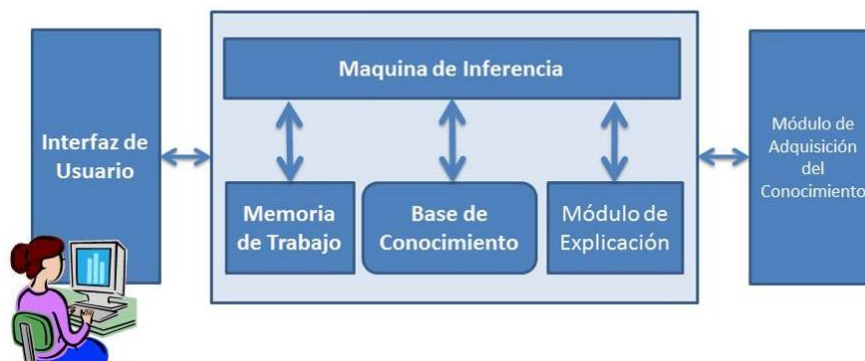 Maquina de Inferencia
Interfaz de
Usuario
Memoria
de Trabajo
Base de
Conocimiento
Módulo de
Explicación
Módulo de
Adquisición
del
Conocimiento